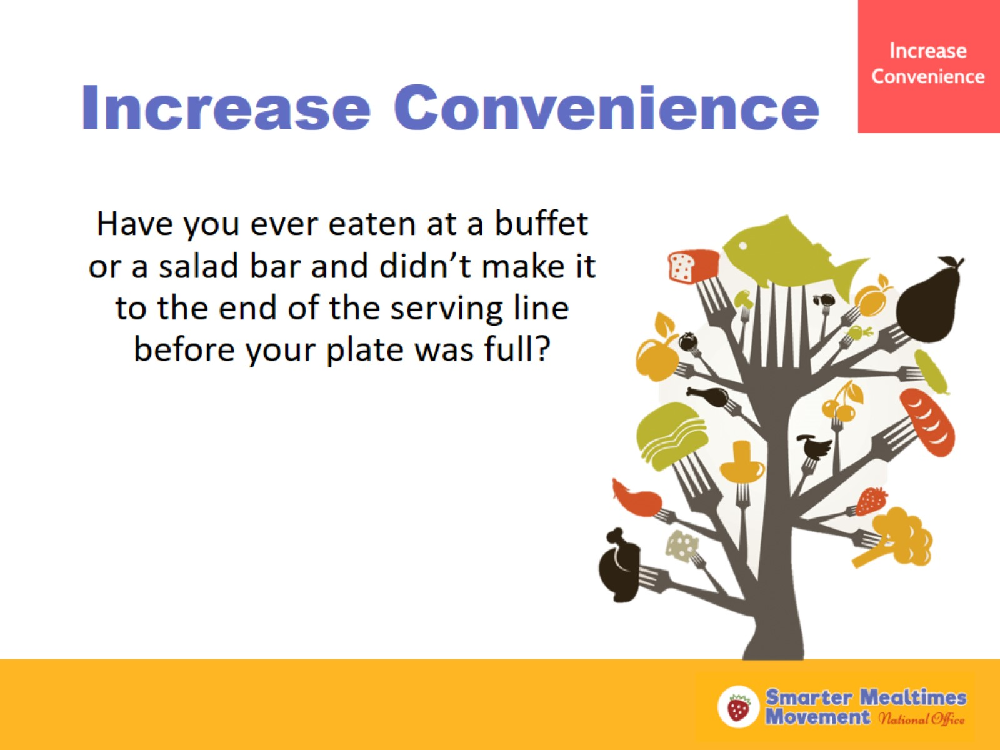 Increase
Convenience
Increase Convenience
Have you ever eaten at a buffet
or a salad bar and didn’t make it
to the end of the serving line
before your plate was full?
Smarter Mealtimes
Movement National Office